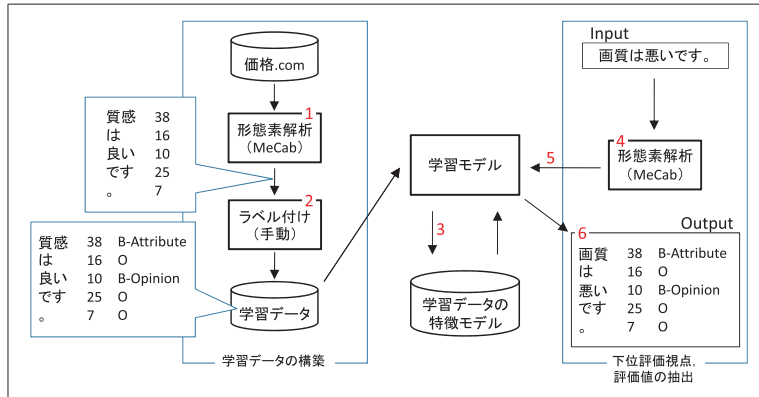 価格.com
1
形態素解析
(MeCab)
質感 38
は 16
良い 10
です 25
。 7
2
ラベル付け
(手動)
質感 38 B-Attribute
は 16 O
良い 10 B-Opinion
です 25 O
。 7 O
学習データ
学習データの構築
学習モデル
3
学習データの
特徴モデル
Input
画質は悪いです。
4
形態素解析
(MeCab)
5
6
Output
画質 38 B-Attribute
は 16 O
悪い 10 B-Opinion
です 25 O
。 7 O
下位評価視点,
評価値の抽出